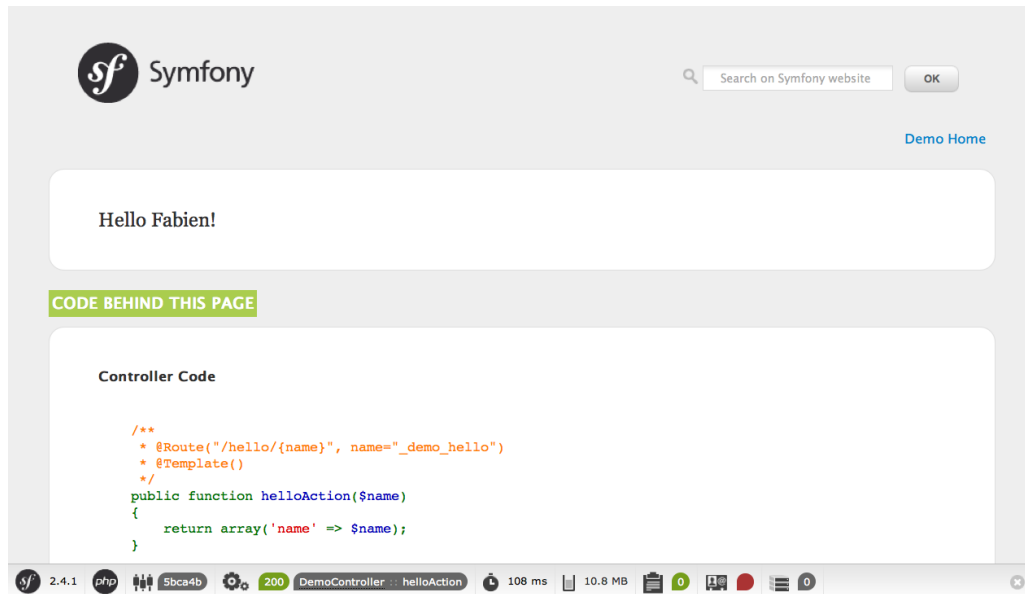 sf Symfony
Search on Symfony website OK
Demo Home
Hello Fabien!
CODE BEHIND THIS PAGE
Controller Code
/**
 * @Route("/hello/{name}", name="_demo_hello")
 * @Template()
 */
public function helloAction($name)
{
    return array('name' => $name);
}
sf 2.4.1 php 5bca4b 200 DemoController :: helloAction 108 ms 10.8 MB 0 0